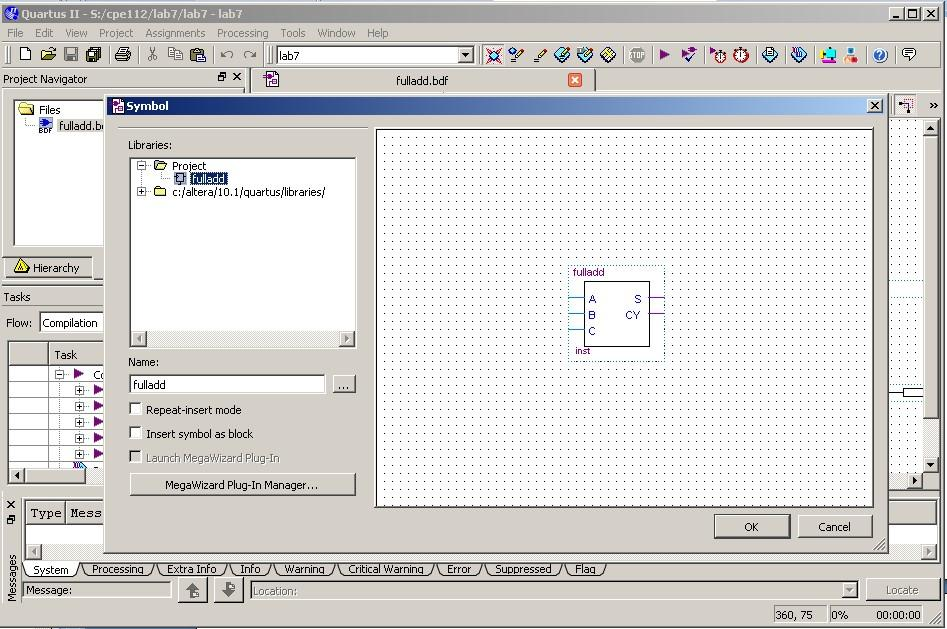 Quartus II - S:/cpe112/lab7/lab7 - lab7
File Edit View Project Assignments Processing Tools Window Help
lab7
STOP
Project Navigator
fulladd.bdf
Files
BDF
fulladd.b
Hierarchy
Tasks
Flow: Compilation
Task
Co
Symbol
Libraries:
Project
fulladd
c:/altera/10.1/quartus/libraries/
Name:
fulladd
...
Repeat-insert mode
Insert symbol as block
Launch MegaWizard Plug-In
MegaWizard Plug-In Manager...
fulladd
A S
B CY
C
inst
OK Cancel
Type Mess
Messages
System Processing Extra Info Info Warning Critical Warning Error Suppressed Flag
Message: Location: Locate
360, 75 0% 00:00:00